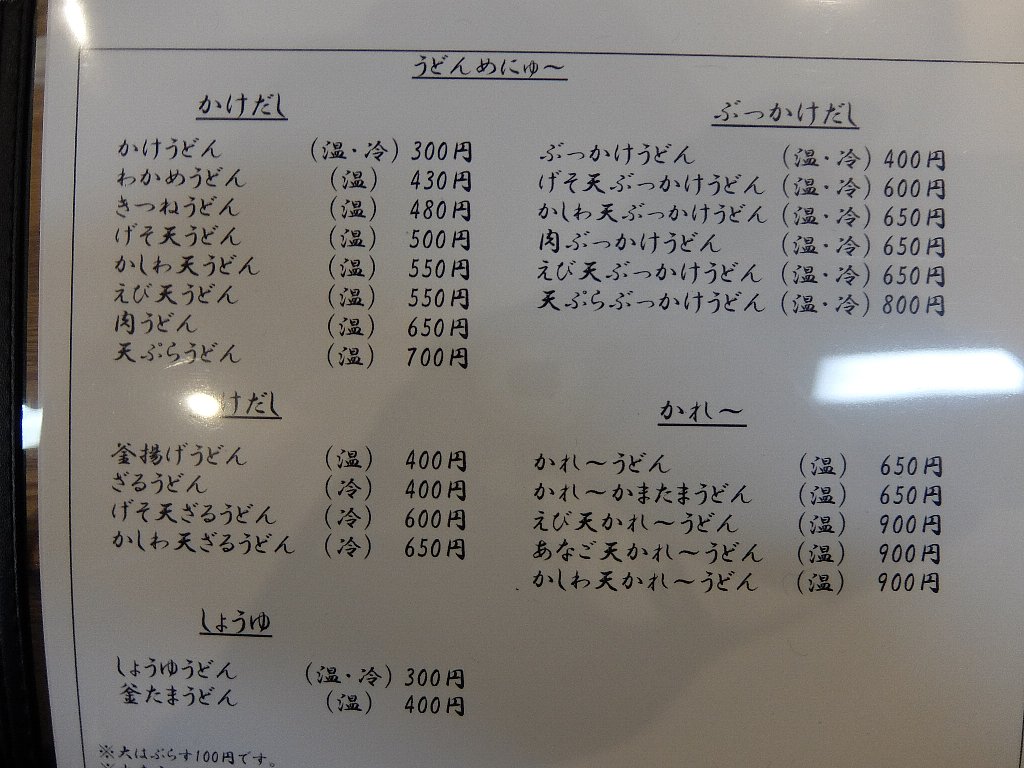 うどんめにゅ～
かけだし
かけうどん (温・冷) 300円
わかめうどん (温) 430円
きつねうどん (温) 480円
げそ天うどん (温) 500円
かしわ天うどん (温) 550円
えび天うどん (温) 550円
肉うどん (温) 650円
天ぷらうどん (温) 700円
けだし
釜揚げうどん (温) 400円
ざるうどん (冷) 400円
げそ天ざるうどん (冷) 600円
かしわ天ざるうどん (冷) 650円
しょうゆ
しょうゆうどん (温・冷) 300円
釜たまうどん (温) 400円
※大はぷらす100円です。
ぶっかけだし
ぶっかけうどん (温・冷) 400円
げそ天ぶっかけうどん (温・冷) 600円
かしわ天ぶっかけうどん (温・冷) 650円
肉ぶっかけうどん (温・冷) 650円
えび天ぶっかけうどん (温・冷) 650円
天ぷらぶっかけうどん (温・冷) 800円
かれ～
かれ～うどん (温) 650円
かれ～かまたまうどん (温) 650円
えび天かれ～うどん (温) 900円
あなご天かれ～うどん (温) 900円
かしわ天かれ～うどん (温) 900円